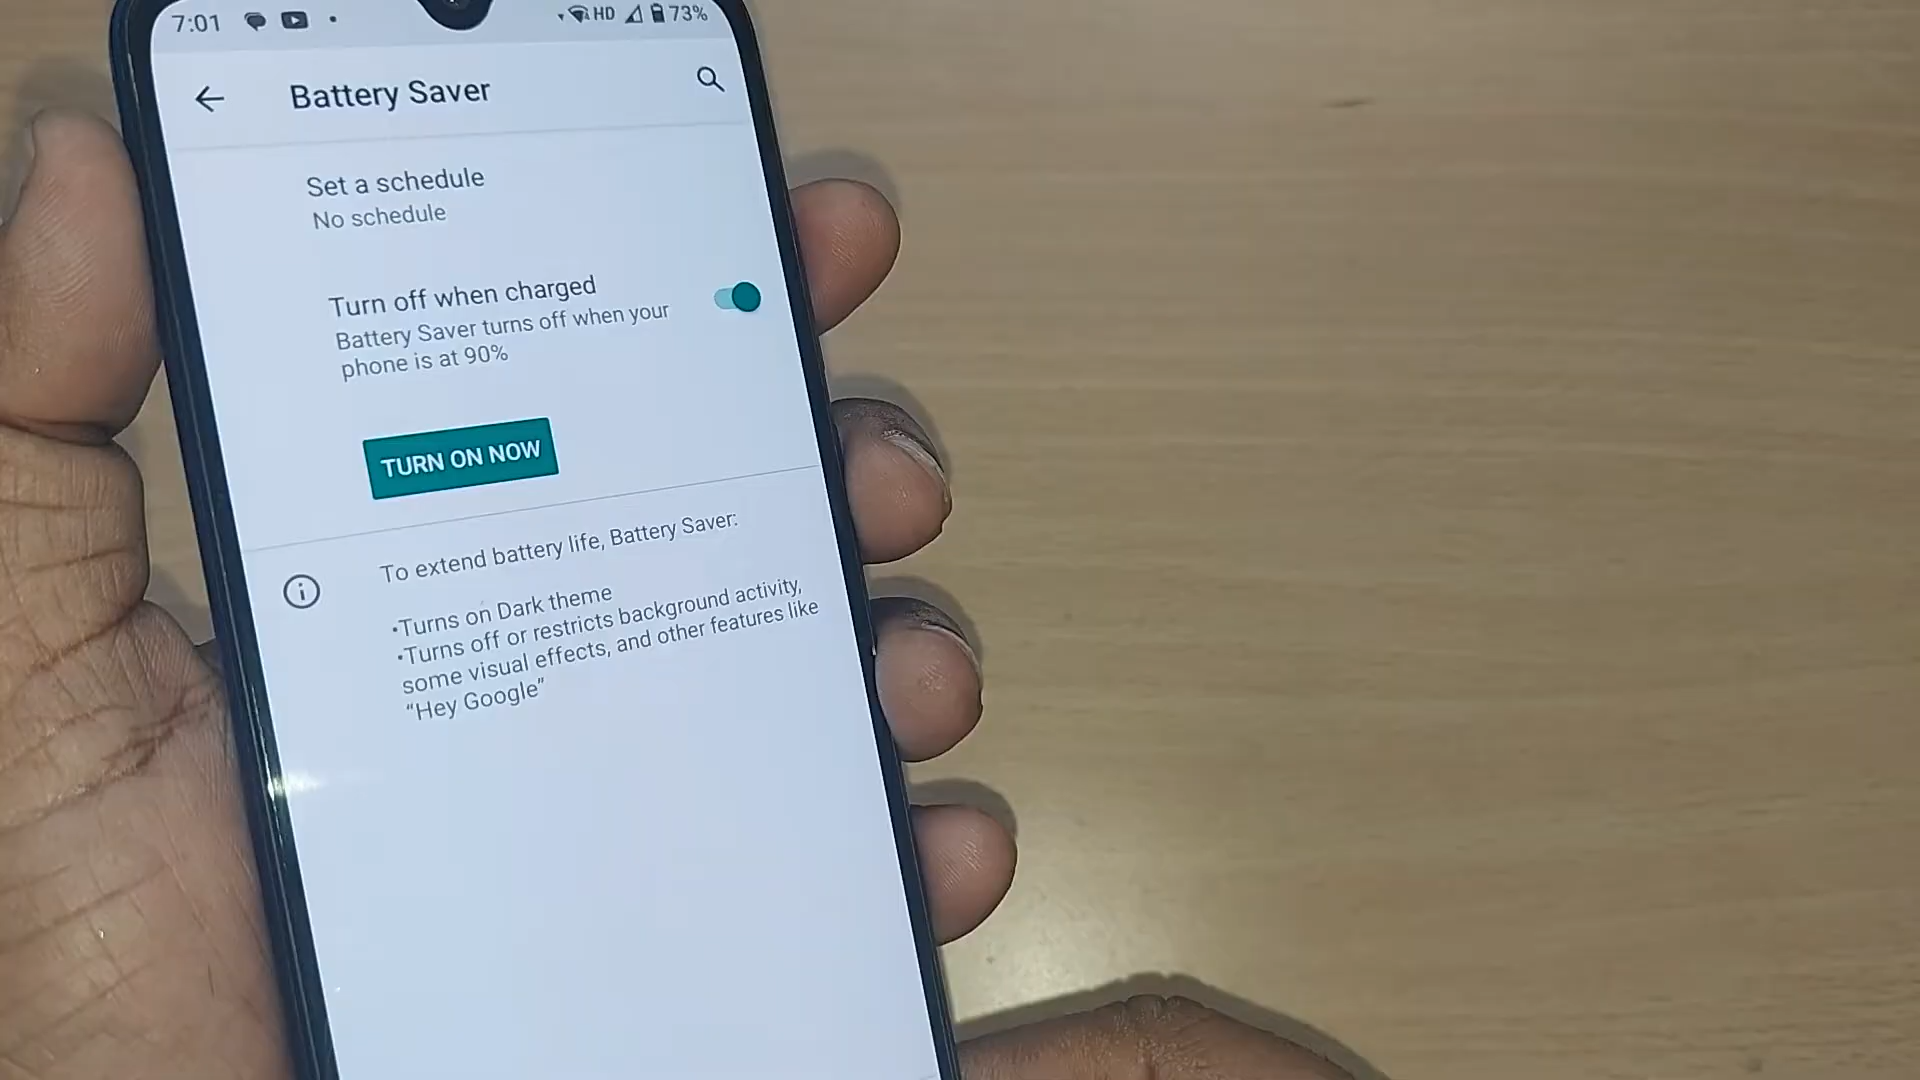 7:01 HD 73%
Battery Saver
Set a schedule
No schedule
Turn off when charged
Battery Saver turns off when your
phone is at 90%
TURN ON NOW
To extend battery life, Battery Saver:
•Turns on Dark theme
•Turns off or restricts background activity,
some visual effects, and other features like
“Hey Google”